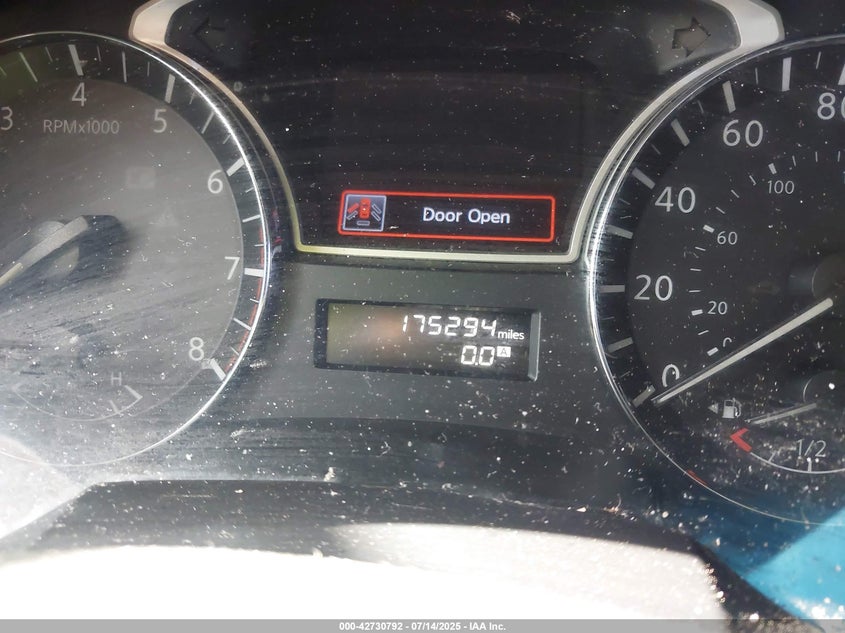 3 4 5 6 7 8
RPMx1000
H
Door Open
175294 miles
0.0 A
0 20 40 60 80
0 20 60 100
1/2
000-42730792 - 07/14/2025 - IAA Inc.